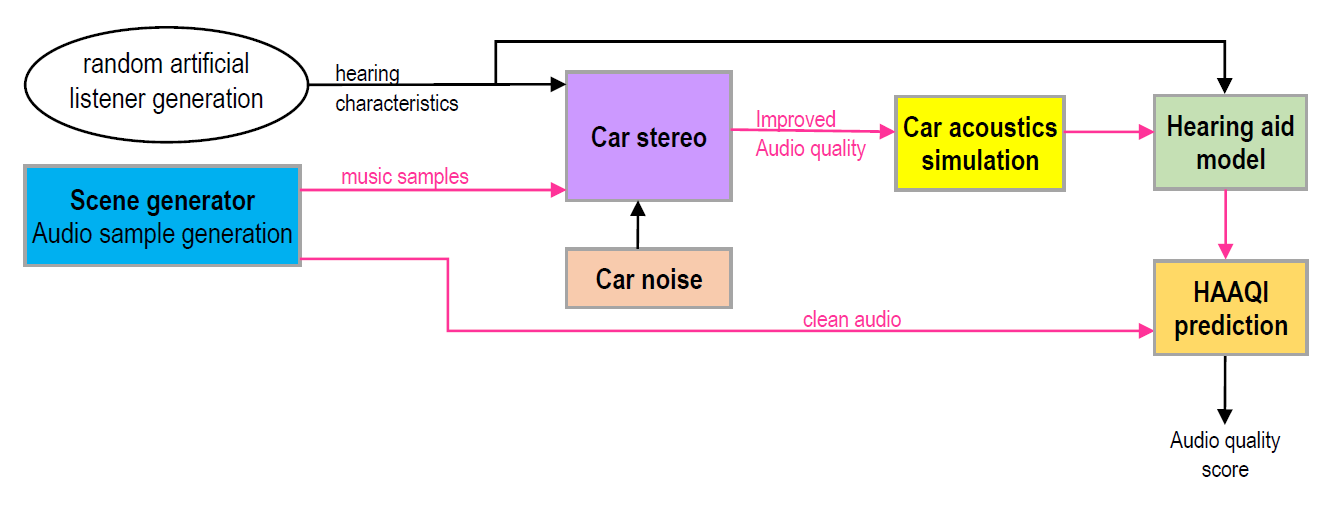 random artificial
listener generation
hearing
characteristics
Scene generator
Audio sample generation
music samples
Car stereo
Car noise
Improved
Audio quality
Car acoustics
simulation
Hearing aid
model
clean audio
HAAQI
prediction
Audio quality
score